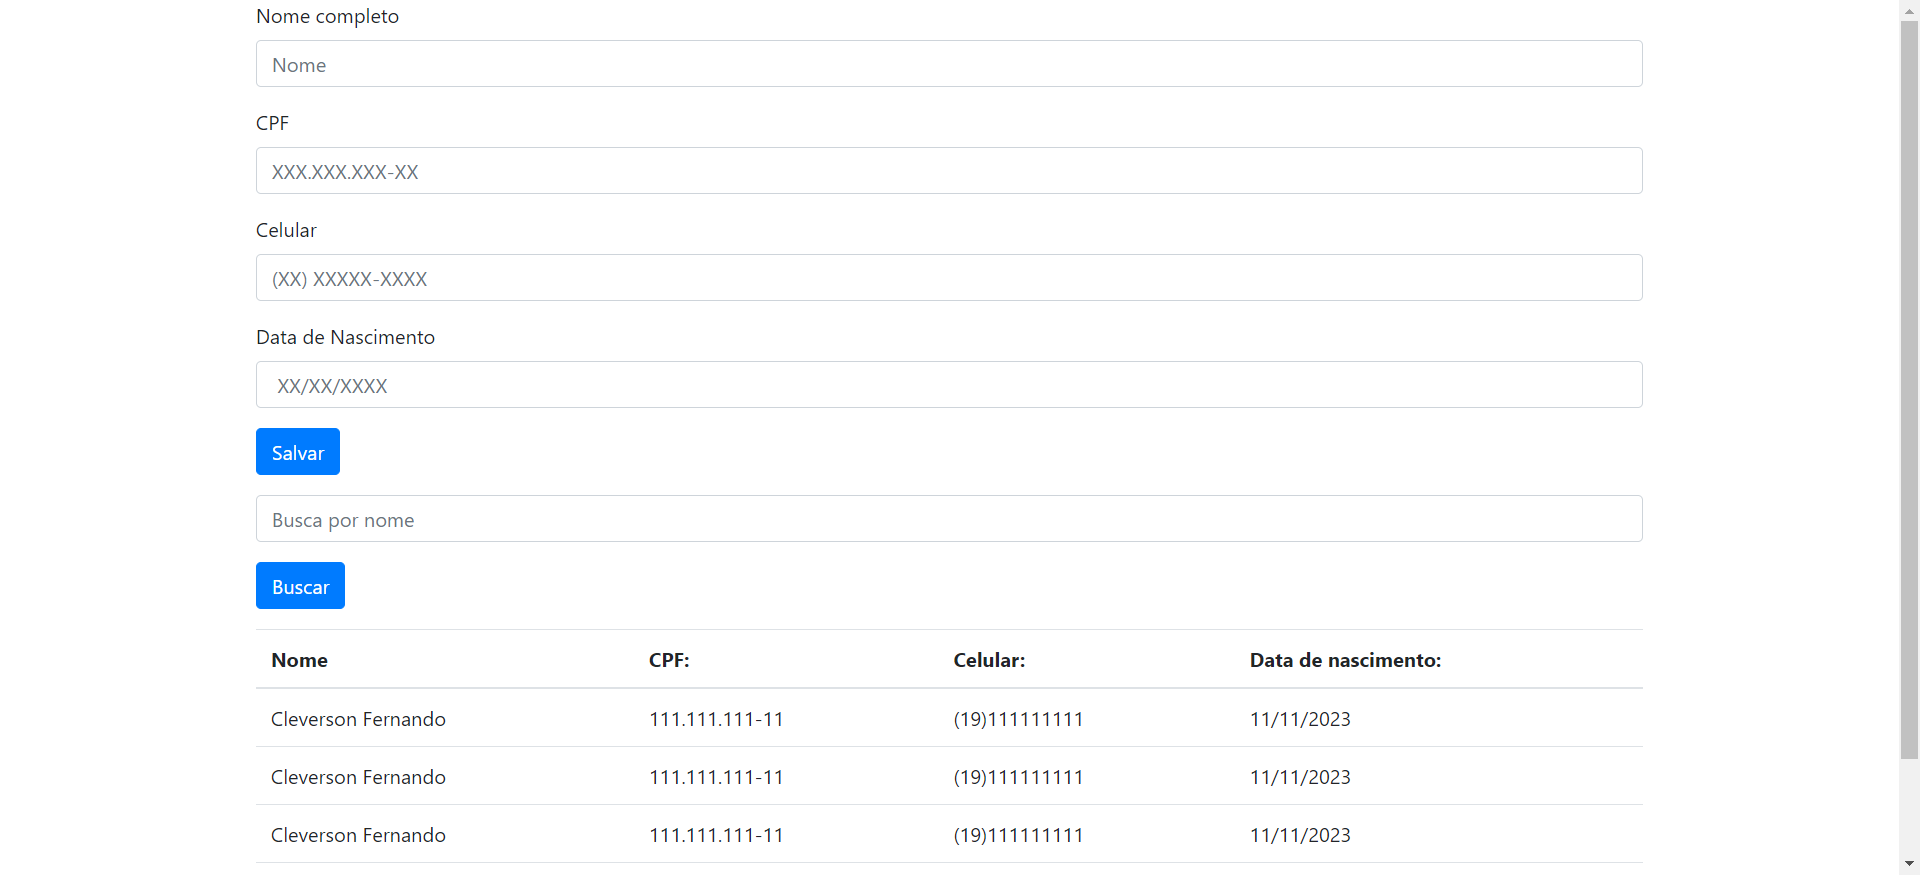 Nome completo
Nome
CPF
XXX.XXX.XXX-XX
Celular
(XX) XXXXX-XXXX
Data de Nascimento
XX/XX/XXXX
Salvar
Busca por nome
Buscar
Nome CPF: Celular: Data de nascimento:
Cleverson Fernando 111.111.111-11 (19)111111111 11/11/2023
Cleverson Fernando 111.111.111-11 (19)111111111 11/11/2023
Cleverson Fernando 111.111.111-11 (19)111111111 11/11/2023